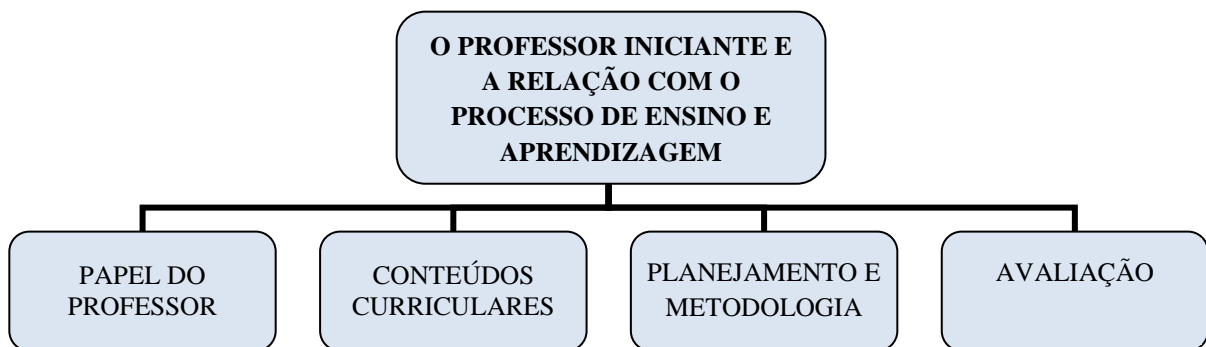 O PROFESSOR INICIANTE E
A RELAÇÃO COM O
PROCESSO DE ENSINO E
APRENDIZAGEM
PAPEL DO
PROFESSOR
CONTEÚDOS
CURRICULARES
PLANEJAMENTO E
METODOLOGIA
AVALIAÇÃO